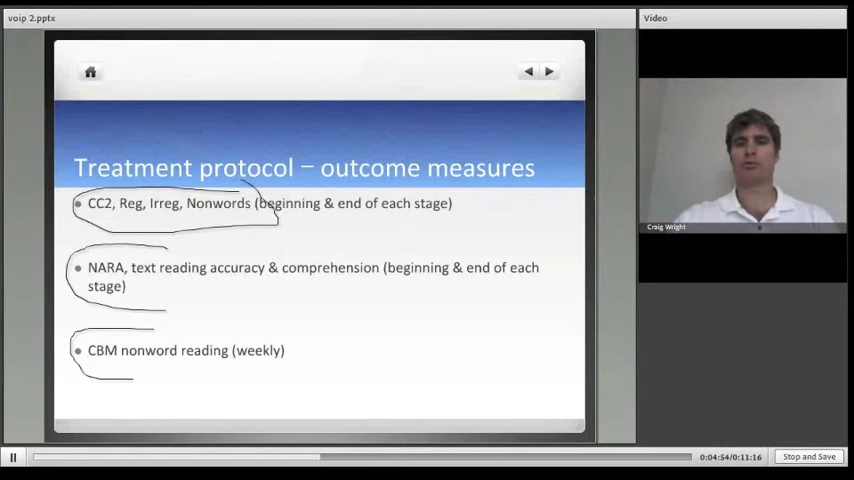 voip 2.pptx
Video
Treatment protocol – outcome measures
CC2, Reg, Irreg, Nonwords (beginning & end of each stage)
NARA, text reading accuracy & comprehension (beginning & end of each
stage)
CBM nonword reading (weekly)
Craig Wright
0:04:54/0:11:16
Stop and Save